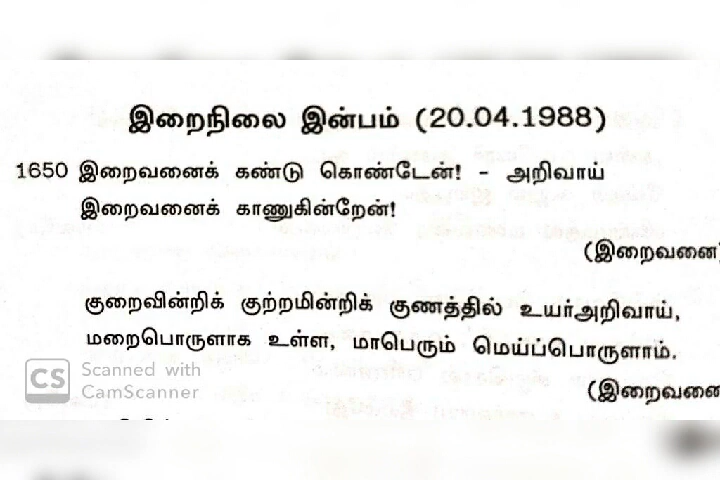 இறைநிலை இன்பம் (20.04.1988)
1650 இறைவனைக் கண்டு கொண்டேன்! - அறிவாய்
இறைவனைக் காணுகின்றேன்!
(இறைவனை)
குறைவின்றிக் குற்றமின்றிக் குணத்தில் உயர்அறிவாய்,
மறைபொருளாக உள்ள, மாபெரும் மெய்ப்பொருளாம்.
(இறைவனை
CS Scanned with
CamScanner